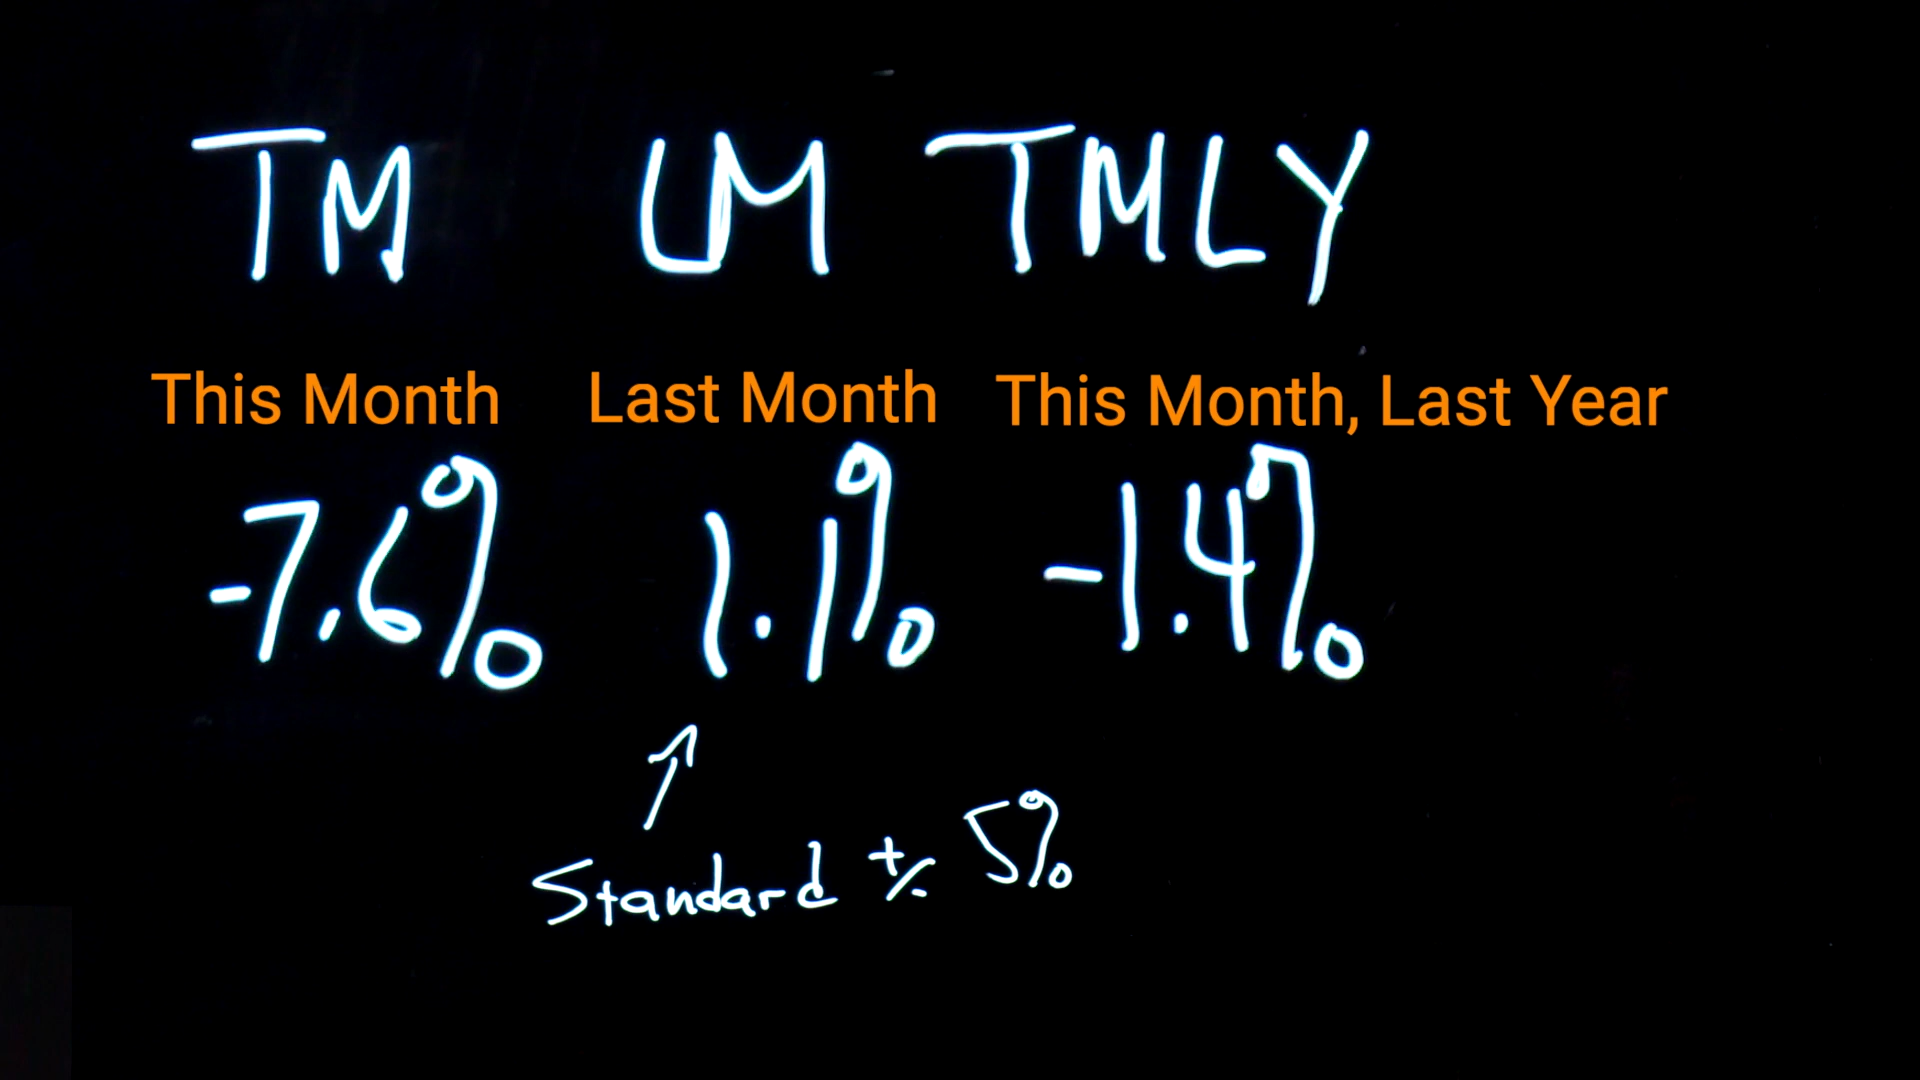 TM LM TMLY
This Month Last Month This Month, Last Year
-7.6% 1.1% -1.4%
Standard +/- 5%